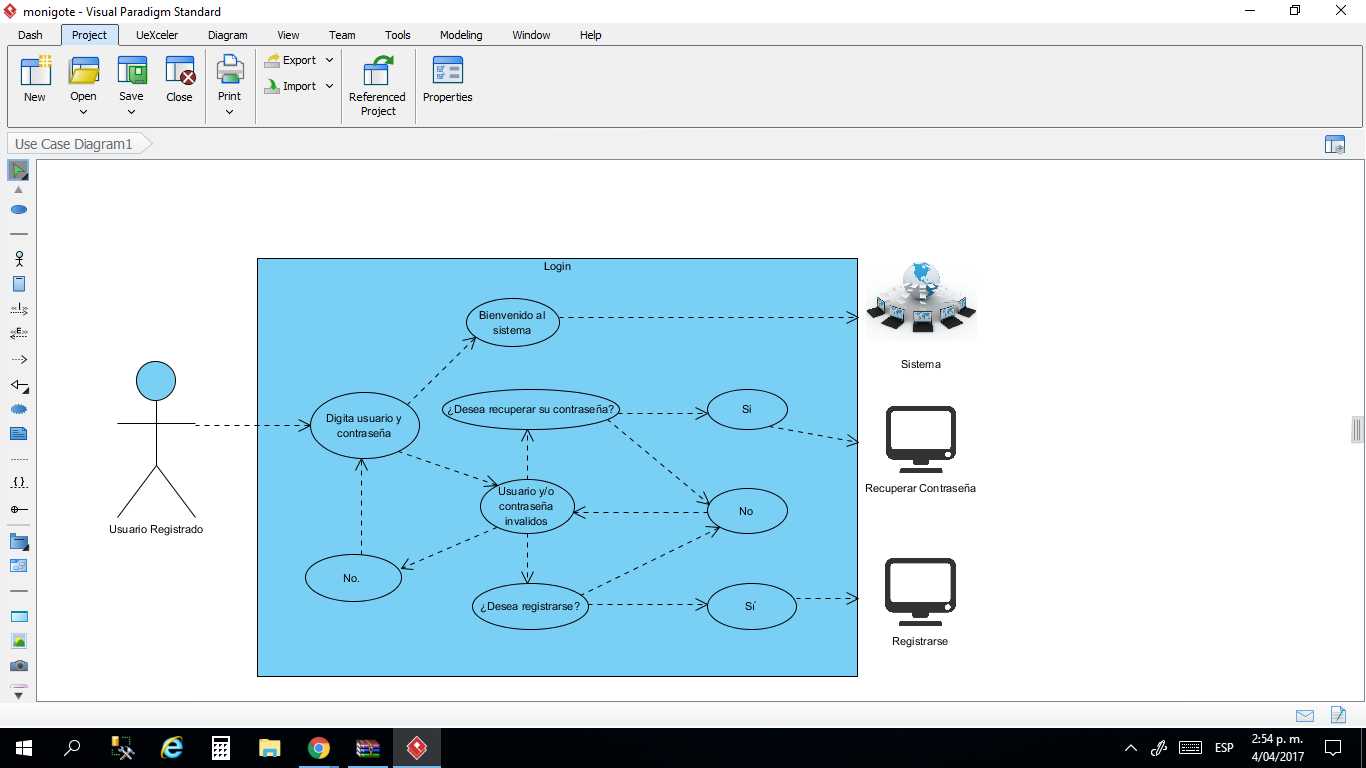 monigote - Visual Paradigm Standard
Dash Project UeXceler Diagram View Team Tools Modeling Window Help
New
Open
Save
Close
Print
Export
Import
Referenced
Project
Properties
Use Case Diagram1
Login
Bienvenido al
sistema
Sistema
Digita usuario y
contraseña
¿Desea recuperar su contraseña?
Si
Recuperar Contraseña
Usuario y/o
contraseña
invalidos
No
Usuario Registrado
No.
¿Desea registrarse?
Sí
Registrarse
ESP
2:54 p. m.
4/04/2017